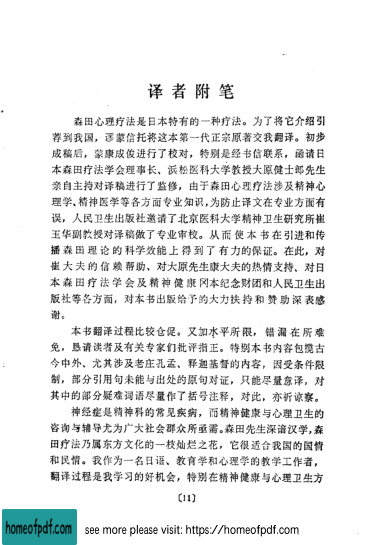 译者附笔
森田心理疗法是日本特有的一种疗法。为了将它介绍引
荐到我国，谬蒙信托将这本第一代正宗原著交我翻译。初步
成稿后，蒙康成俊进行了校对，特别是经书信联系，函请日
本森田疗法学会理事长、浜松医科大学教授大原健士郎先生
亲自主持对译稿进行了监修，由于森田心理疗法涉及精神心
理学、精神医学等各方面专业知识，为防止译文在专业方面有
误，人民卫生出版社邀请了北京医科大学精神卫生研究所崔
玉华副教授对译稿做了专业审校。从而使本书在引进和传
播森田理论的科学效能上得到了有力的保证。在此，对
崔大夫的信赖帮助、对大原先生康大夫的热情支持、对日
本森田疗法学会及精神健康冈本纪念财团和人民卫生出
版社等各方面，对本书出版给予的大力扶持和赞助深表感
谢。
本书翻译过程比较仓促。又加水平所限，错漏在所难
免，恳请读者及有关专家们批评指正。特别本书内容包揽古
今中外、尤其涉及老庄孔孟、释迦基督的内容，因受条件限
制，部分引用句未能与出处的原句对证，只能尽量意译，对
其中的部分疑难词语尽量作了括号注释，对此，亦祈谅察。
神经症是精神科的常见疾病，而精神健康与心理卫生的
咨询与辅导尤为广大社会群众所亟需。森田先生深谙汉学，森
田疗法乃属东方文化的一枝灿烂之花，它很适合我国的国情
和民情。我作为一名日语、教育学和心理学的教学工作者，
翻译过程是我学习的好机会，特别在精神健康与心理卫生方
〔11〕
homeofpdf.com
see more please visit: https://homeofpdf.com